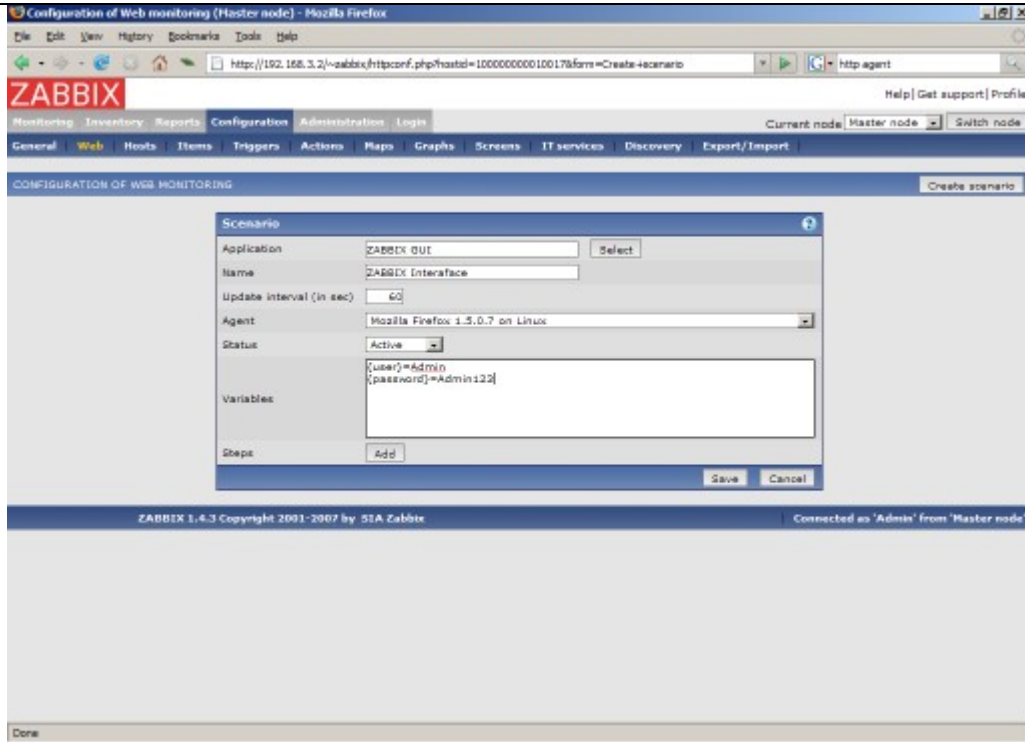 Configuration of Web monitoring (Master node) - Mozilla Firefox
File Edit View History Bookmarks Tools Help
http://192.168.3.2/~zabbix/httpconf.php?hostid=100000000010017&form=Create+scenario
http agent
ZABBIX
Help| Get support| Profile
Monitoring Inventory Reports Configuration Administration Login
Current node Master node Switch node
General Web Hosts Items Triggers Actions Maps Graphs Screens IT services Discovery Export/Import
CONFIGURATION OF WEB MONITORING
Create scenario
Scenario
Application ZABBIX GUI Select
Name ZABBIX Interaface
Update interval (in sec) 60
Agent Mozilla Firefox 1.5.0.7 on Linux
Status Active
{user}=Admin
{password}=Admin123
Variables
Steps Add
Save Cancel
ZABBIX 1.4.3 Copyright 2001-2007 by SIA Zabbix Connected as 'Admin' from 'Master node'
Done